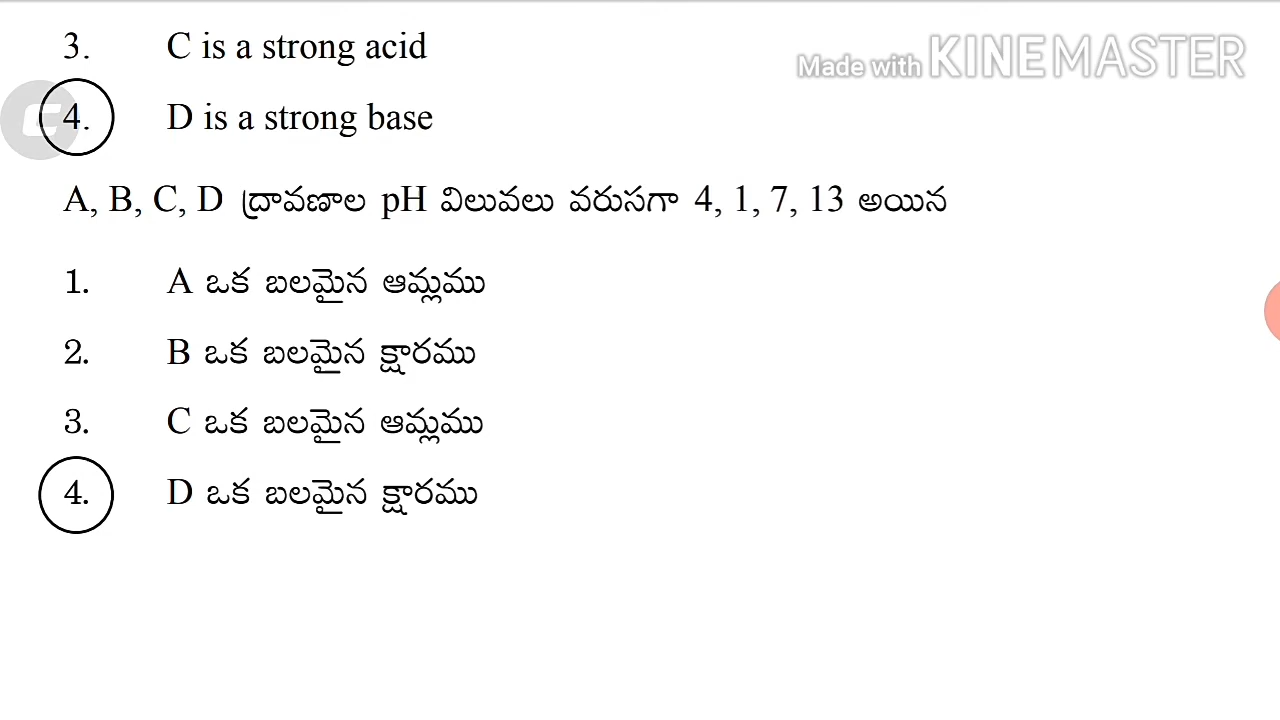 3. C is a strong acid
Made with KINEMASTER
4. D is a strong base
A, B, C, D ద్రావణాల pH విలువలు వరుసగా 4, 1, 7, 13 అయిన
1. A ఒక బలమైన ఆమ్లము
2. B ఒక బలమైన క్షారము
3. C ఒక బలమైన ఆమ్లము
4. D ఒక బలమైన క్షారము